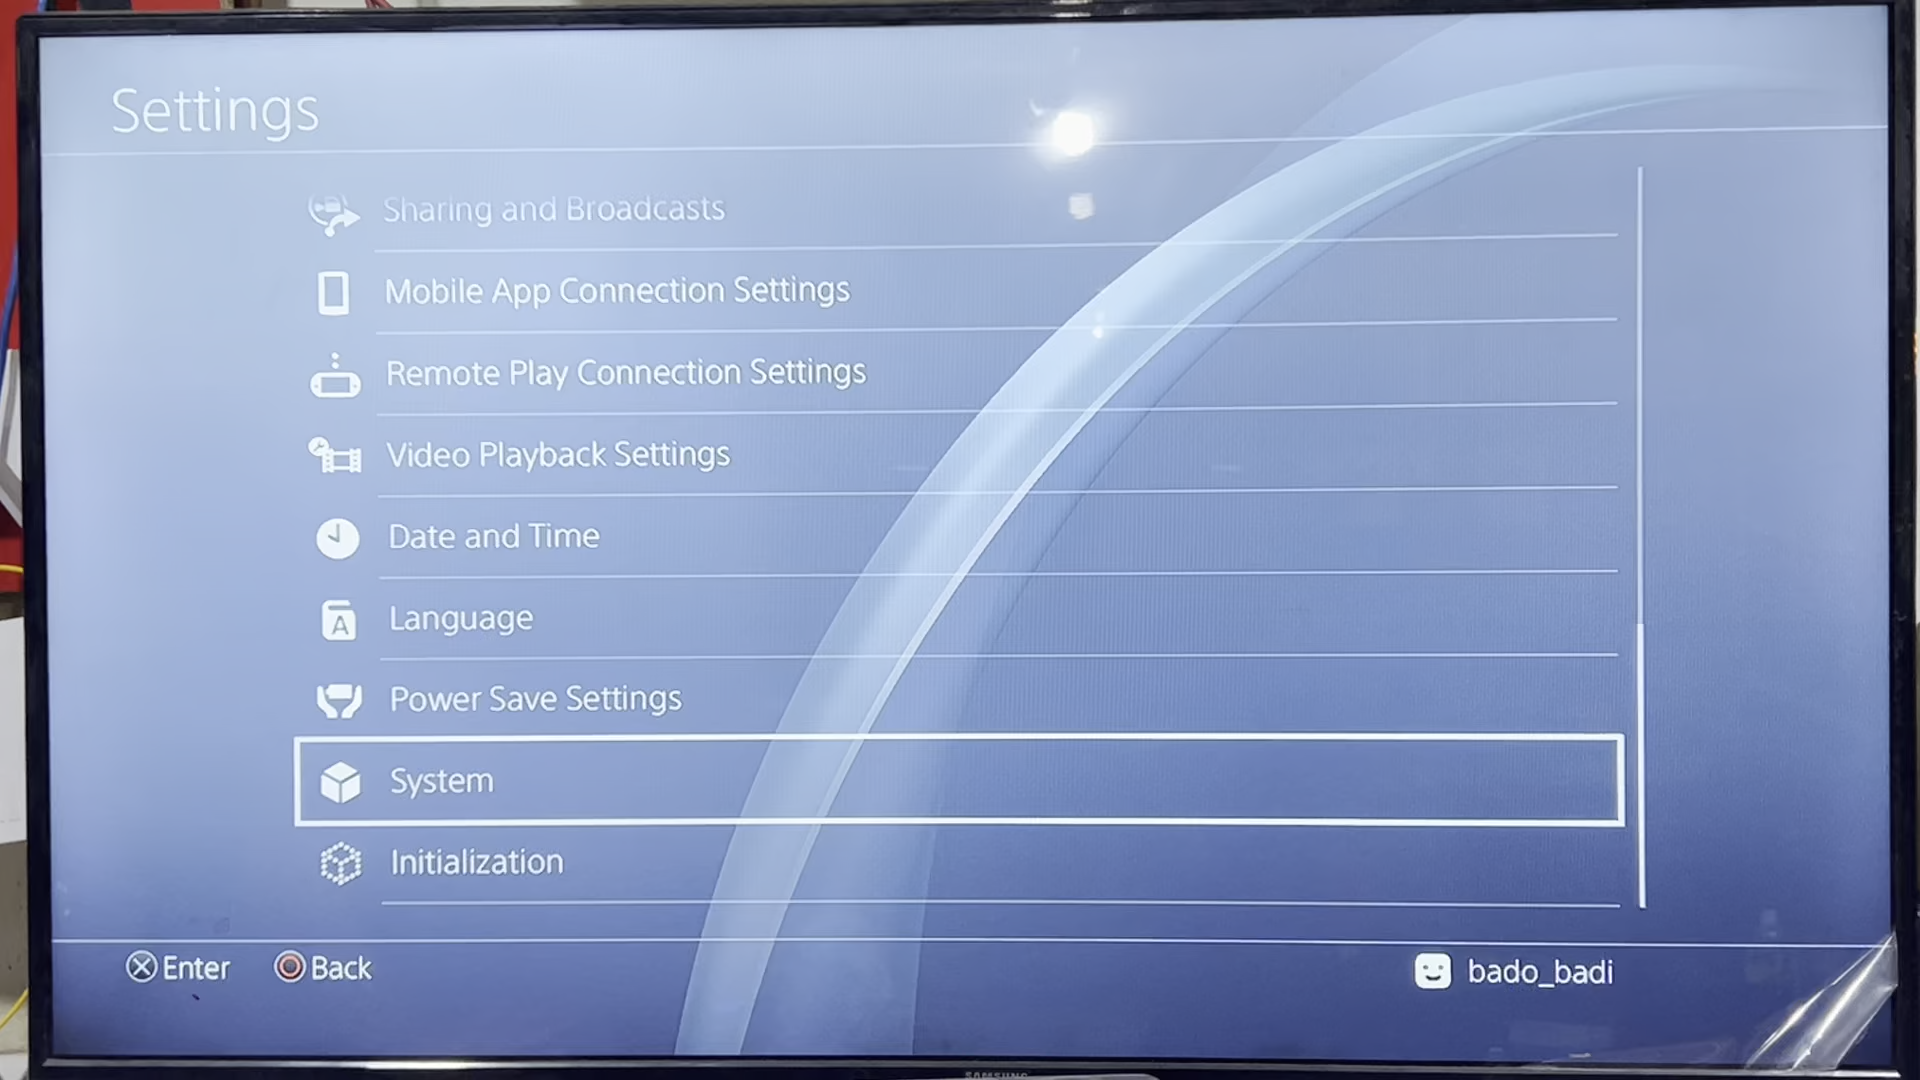 Settings
Sharing and Broadcasts
Mobile App Connection Settings
Remote Play Connection Settings
Video Playback Settings
Date and Time
A Language
Power Save Settings
System
Initialization
Enter Back bado_badi
SAMSUNG